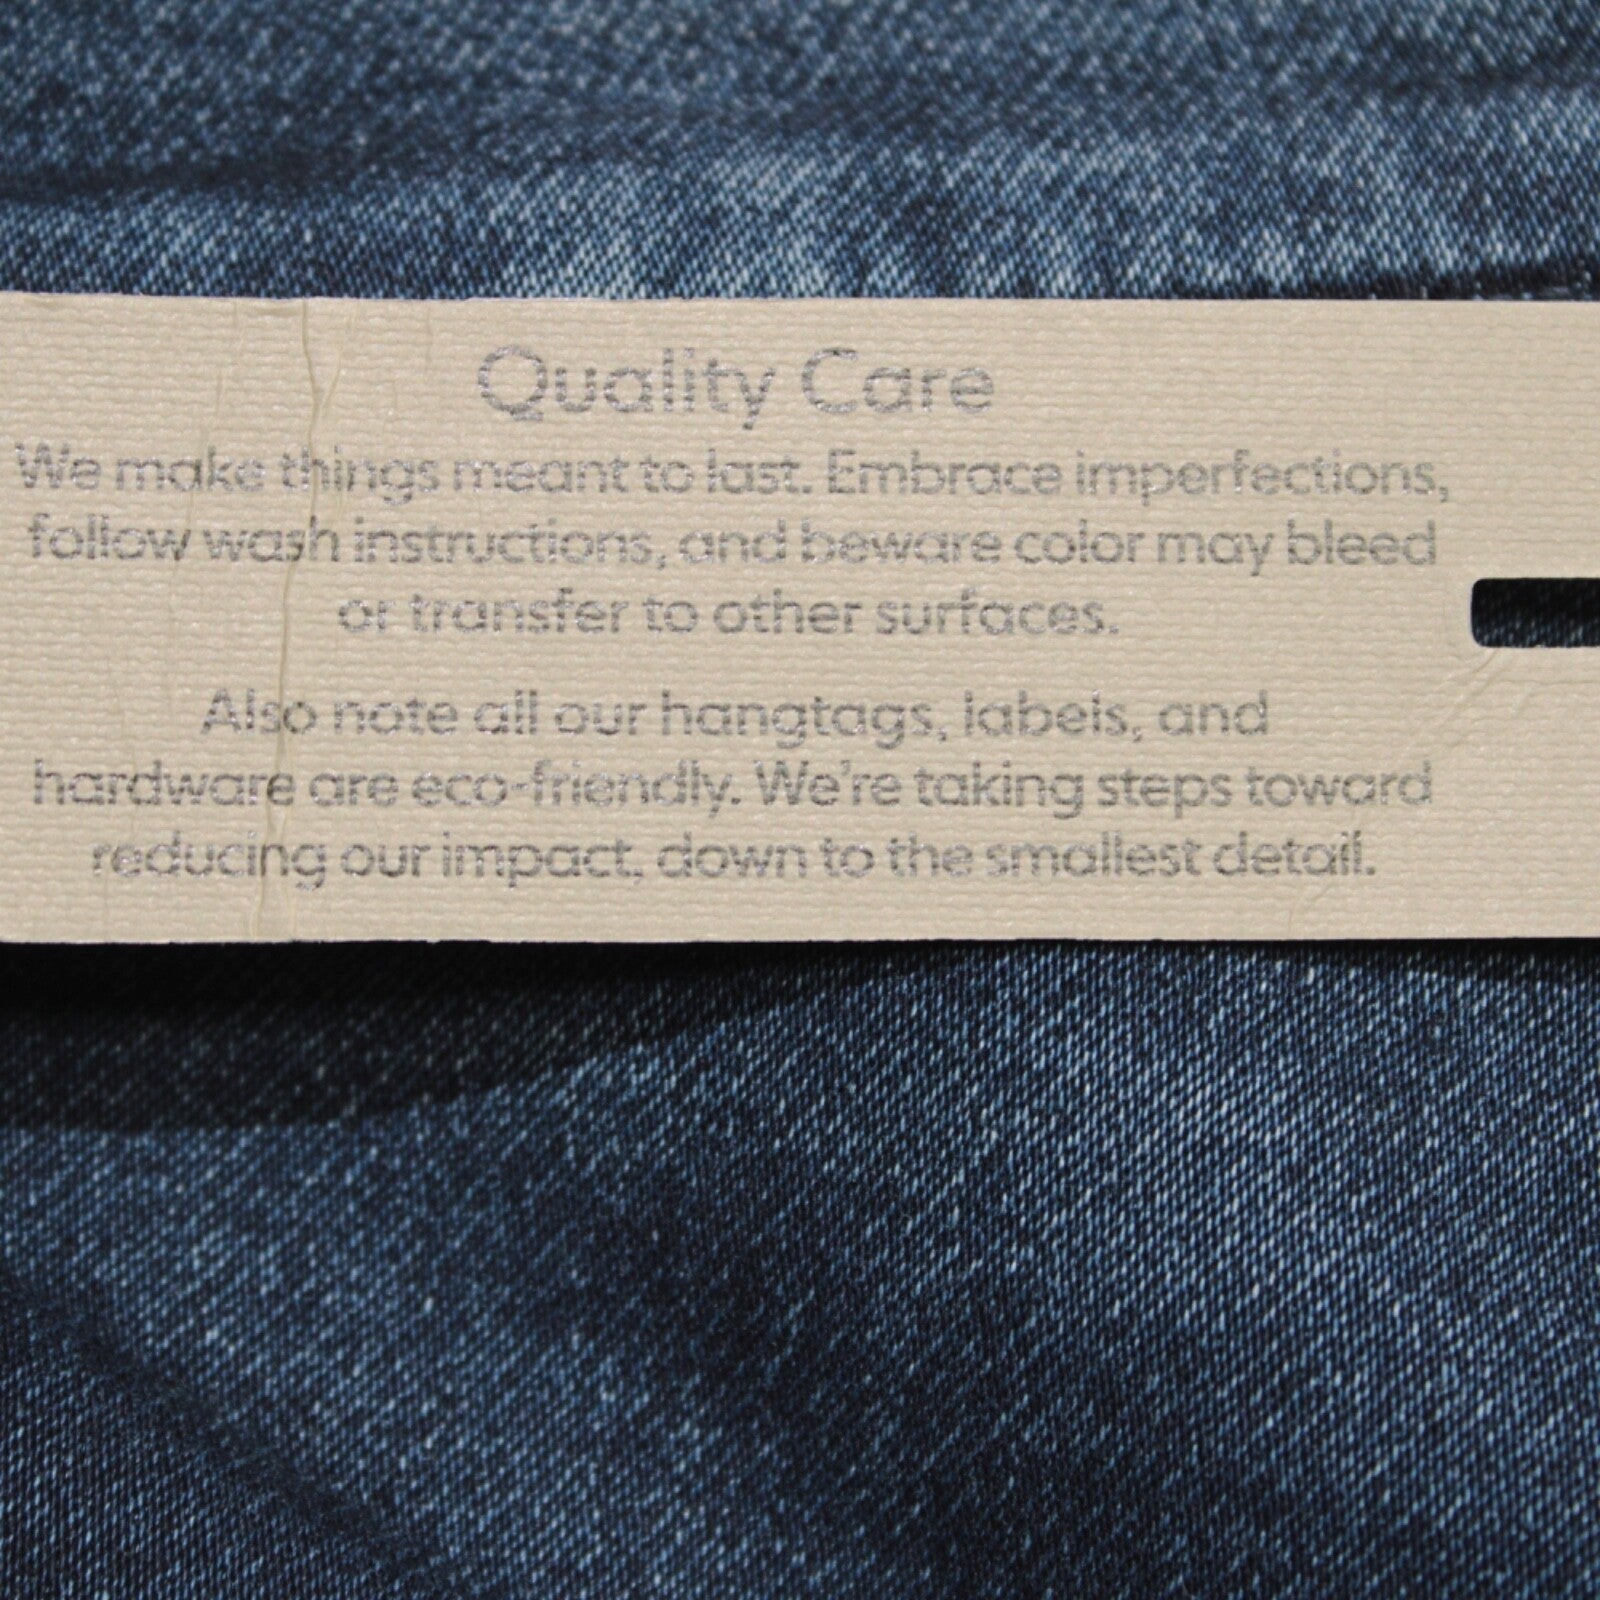 Quality Care
We make things meant to last. Embrace imperfections,
follow wash instructions, and beware color may bleed
or transfer to other surfaces.
Also note all our hangtags, labels, and
hardware are eco-friendly. We're taking steps toward
reducing our impact, down to the smallest detail.